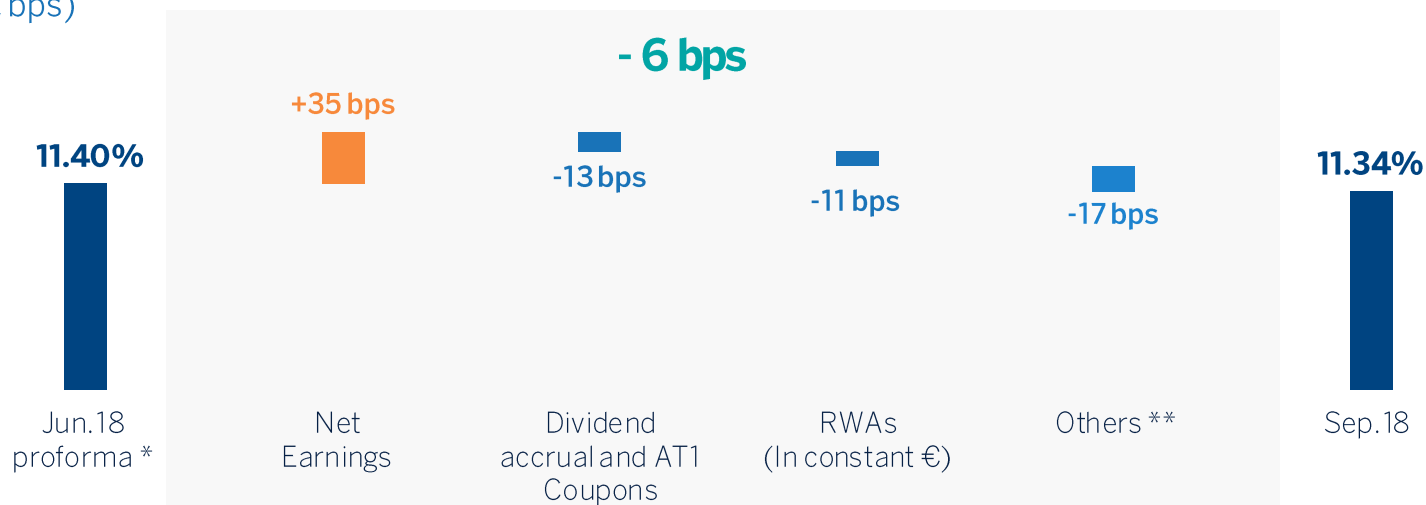 bps)
- 6 bps
+35 bps
11.40%
-13 bps
-11 bps
-17 bps
11.34%
Jun.18
proforma *
Net
Earnings
Dividend
accrual and AT1
Coupons
RWAs
(In constant €)
Others **
Sep.18